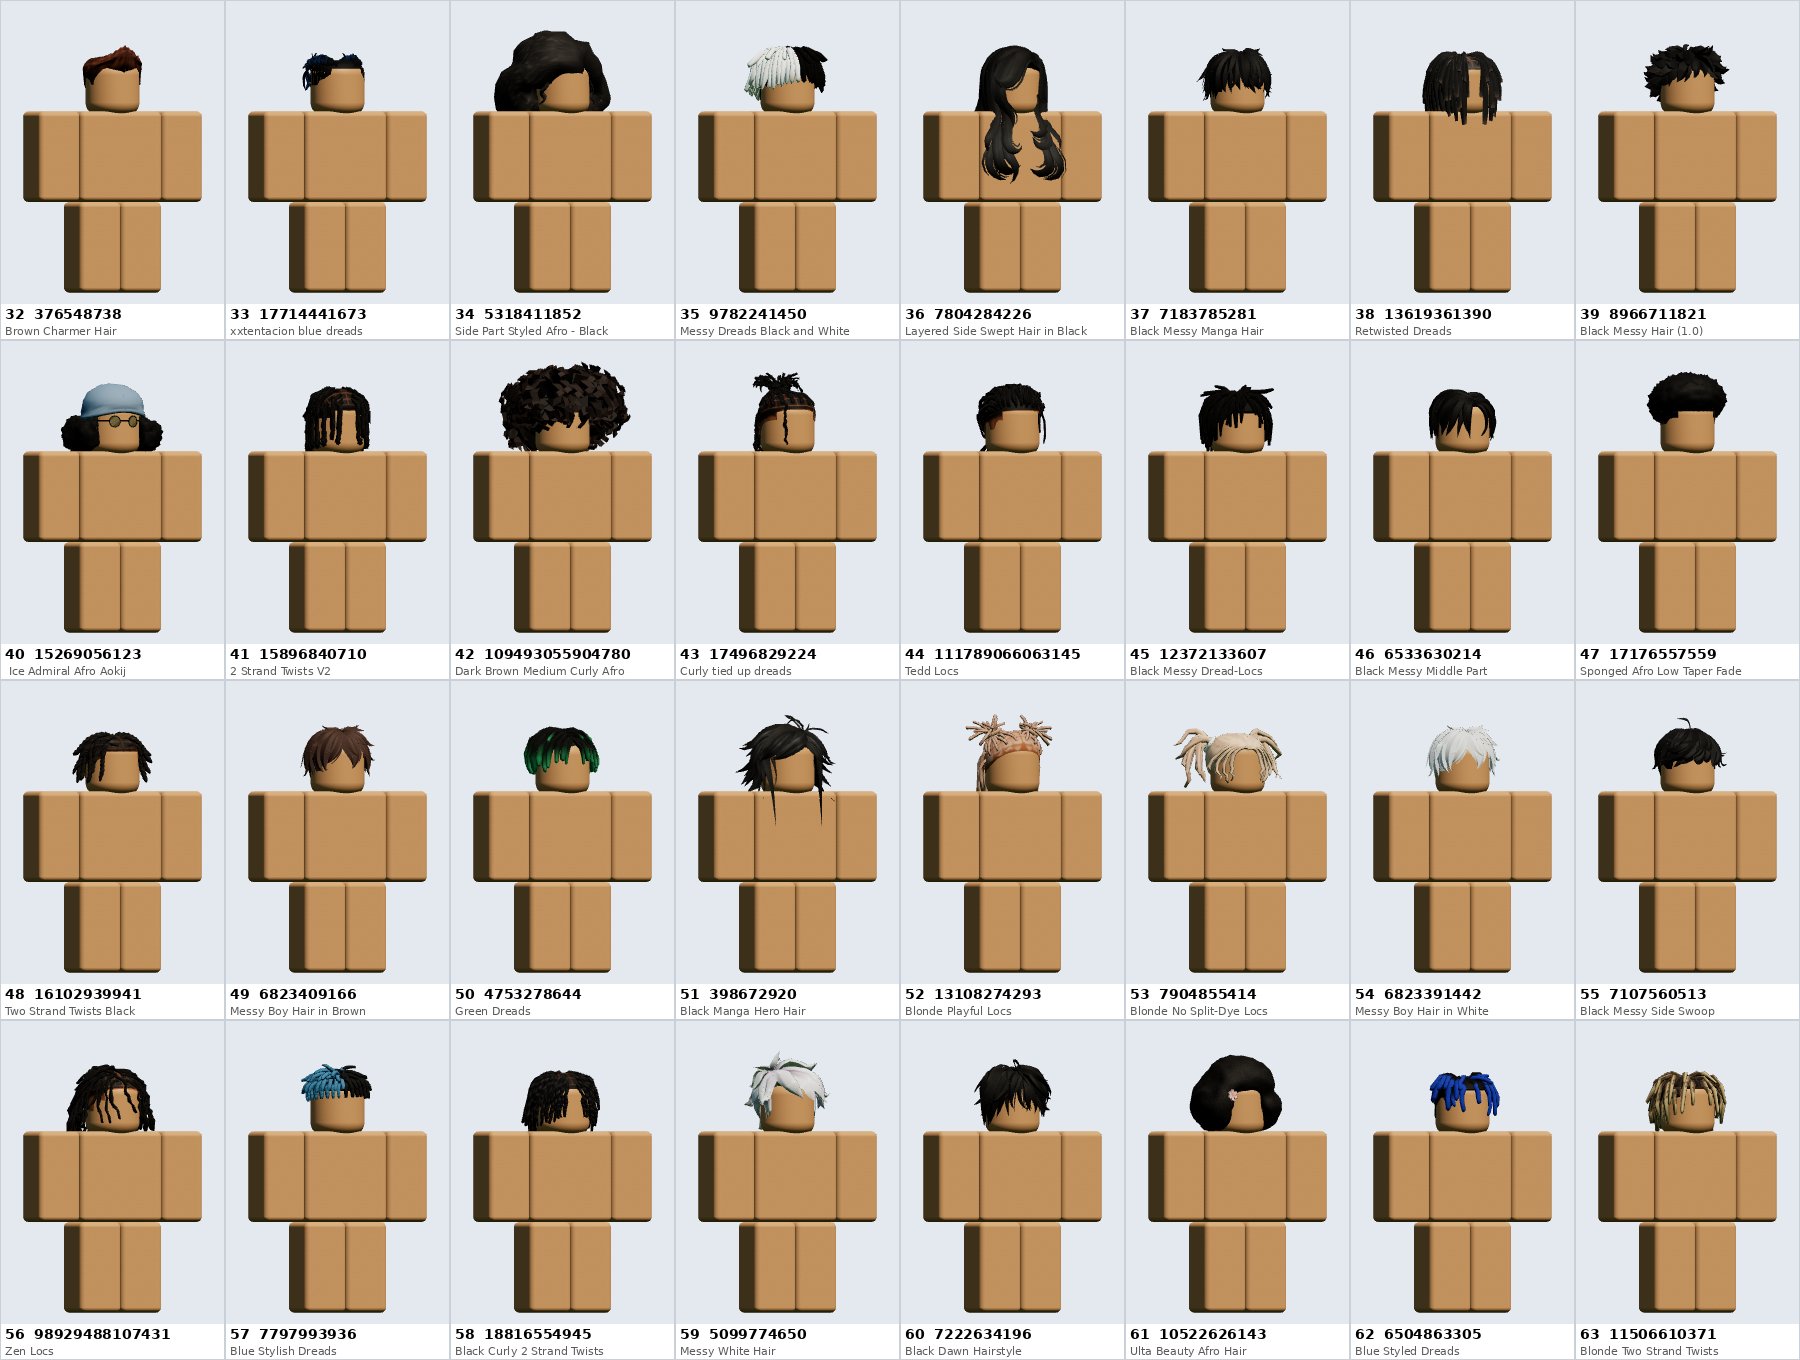 32 376548738
Brown Charmer Hair
33 17714441673
xxtentacion blue dreads
34 5318411852
Side Part Styled Afro - Black
35 9782241450
Messy Dreads Black and White
36 7804284226
Layered Side Swept Hair in Black
37 7183785281
Black Messy Manga Hair
38 13619361390
Retwisted Dreads
39 8966711821
Black Messy Hair (1.0)
40 15269056123
Ice Admiral Afro Aokij
41 15896840710
2 Strand Twists V2
42 109493055904780
Dark Brown Medium Curly Afro
43 17496829224
Curly tied up dreads
44 111789066063145
Tedd Locs
45 12372133607
Black Messy Dread-Locs
46 6533630214
Black Messy Middle Part
47 17176557559
Sponged Afro Low Taper Fade
48 16102939941
Two Strand Twists Black
49 6823409166
Messy Boy Hair in Brown
50 4753278644
Green Dreads
51 398672920
Black Manga Hero Hair
52 13108274293
Blonde Playful Locs
53 7904855414
Blonde No Split-Dye Locs
54 6823391442
Messy Boy Hair in White
55 7107560513
Black Messy Side Swoop
56 98929488107431
Zen Locs
57 7797993936
Blue Stylish Dreads
58 18816554945
Black Curly 2 Strand Twists
59 5099774650
Messy White Hair
60 7222634196
Black Dawn Hairstyle
61 10522626143
Ulta Beauty Afro Hair
62 6504863305
Blue Styled Dreads
63 11506610371
Blonde Two Strand Twists